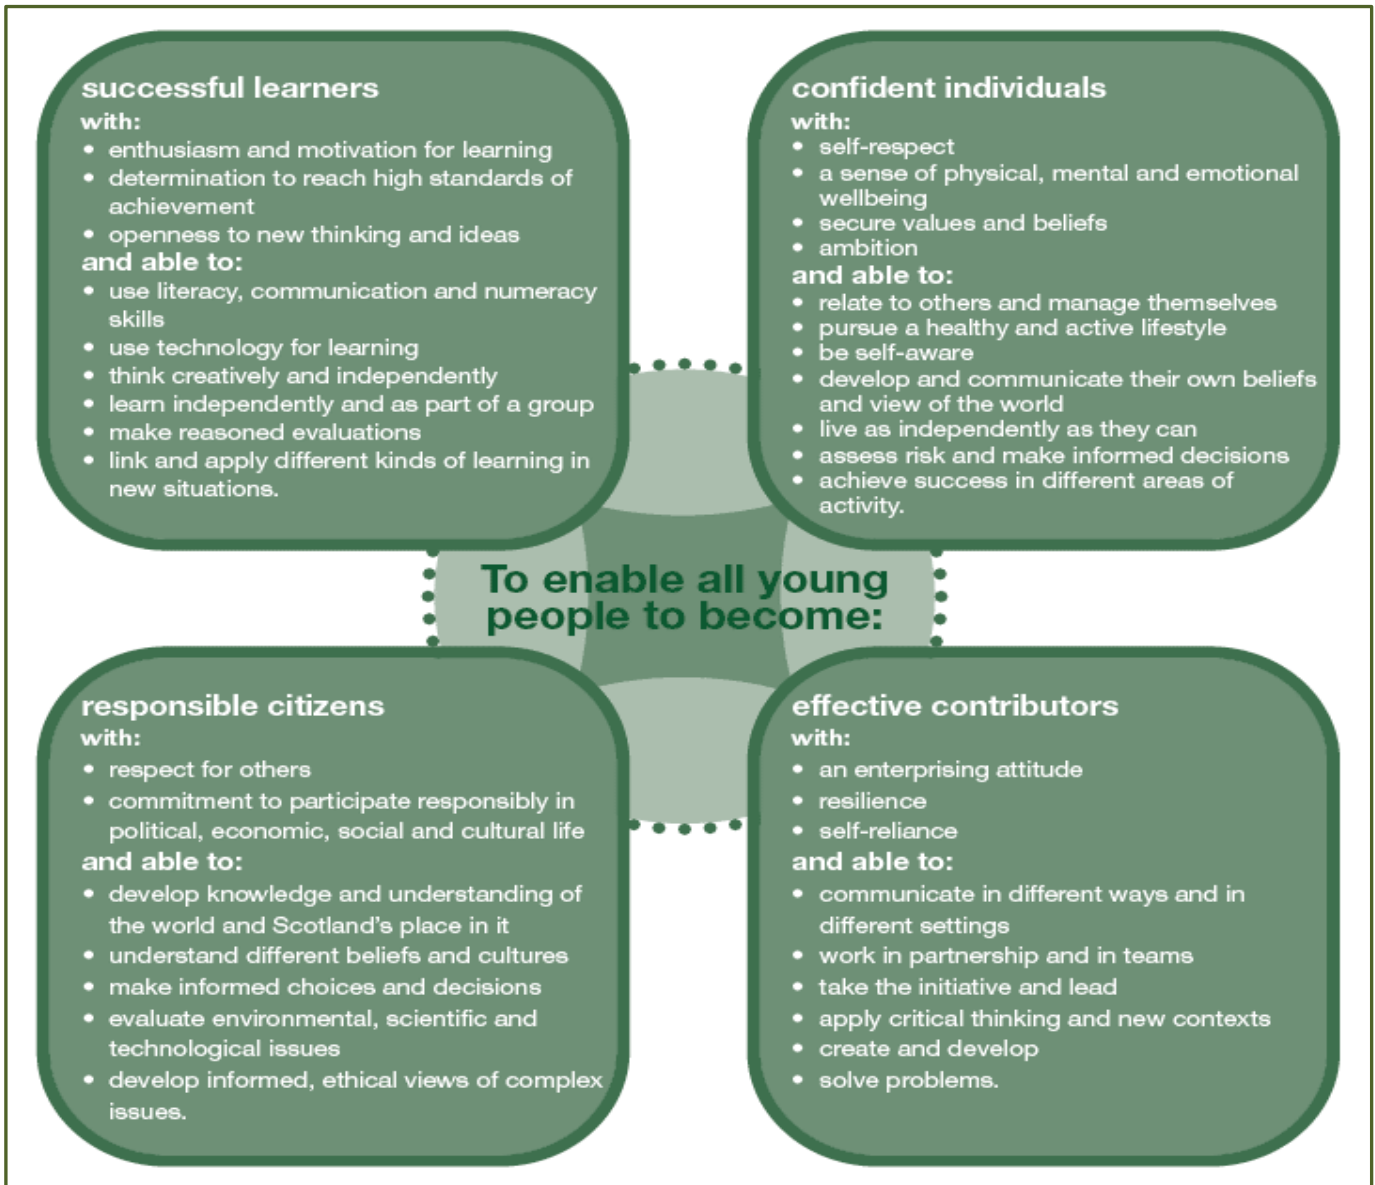 successful learners
with:
• enthusiasm and motivation for learning
• determination to reach high standards of
achievement
• openness to new thinking and ideas
and able to:
• use literacy, communication and numeracy
skills
• use technology for learning
• think creatively and independently
• learn independently and as part of a group
• make reasoned evaluations
• link and apply different kinds of learning in
new situations.
confident individuals
with:
• self-respect
• a sense of physical, mental and emotional
wellbeing
• secure values and beliefs
• ambition
and able to:
• relate to others and manage themselves
• pursue a healthy and active lifestyle
• be self-aware
• develop and communicate their own beliefs
and view of the world
• live as independently as they can
• assess risk and make informed decisions
• achieve success in different areas of
activity.
To enable all young
people to become:
responsible citizens
with:
• respect for others
• commitment to participate responsibly in
political, economic, social and cultural life
and able to:
• develop knowledge and understanding of
the world and Scotland’s place in it
• understand different beliefs and cultures
• make informed choices and decisions
• evaluate environmental, scientific and
technological issues
• develop informed, ethical views of complex
issues.
effective contributors
with:
• an enterprising attitude
• resilience
• self-reliance
and able to:
• communicate in different ways and in
different settings
• work in partnership and in teams
• take the initiative and lead
• apply critical thinking and new contexts
• create and develop
• solve problems.